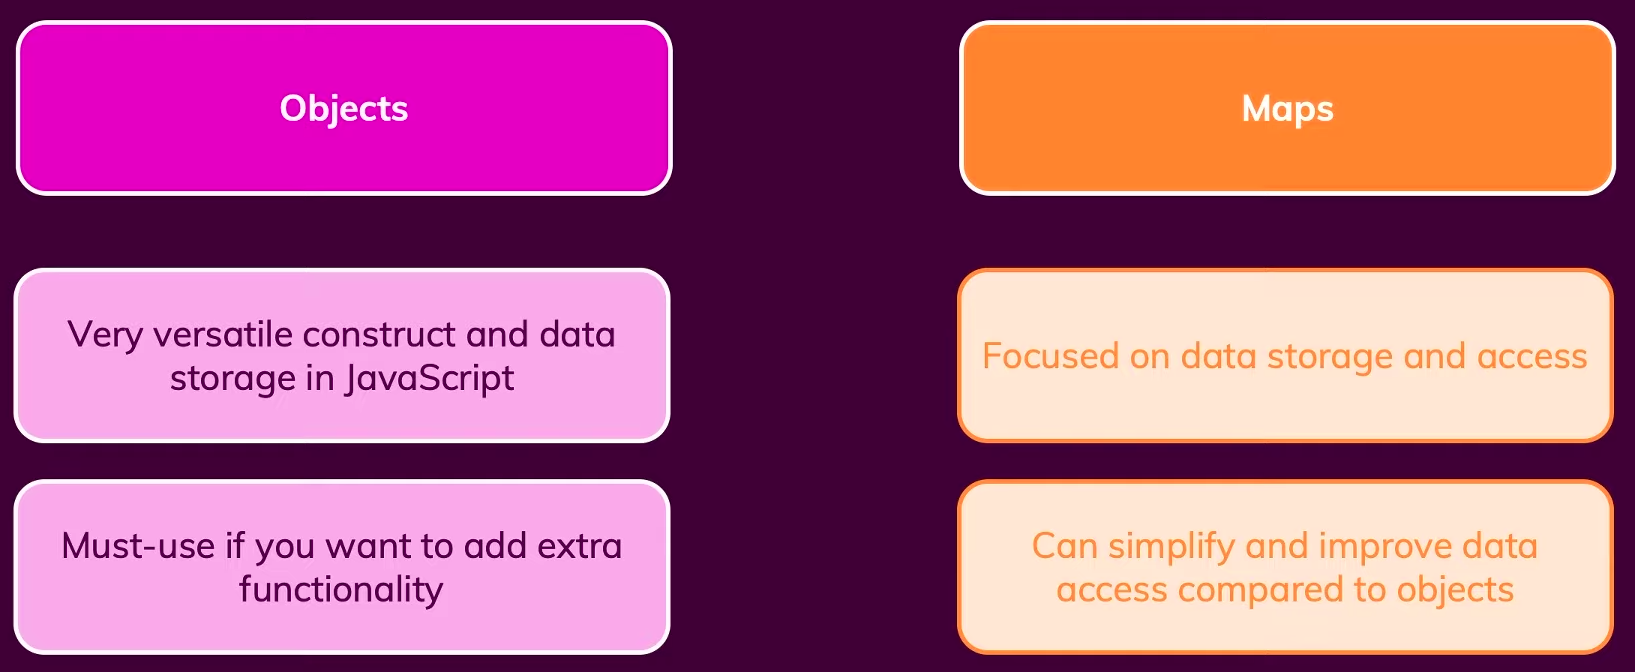 Objects
Maps
Very versatile construct and data
storage in JavaScript
Focused on data storage and access
Must-use if you want to add extra
functionality
Can simplify and improve data
access compared to objects